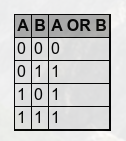 A B A OR B
0 0 0
0 1 1
1 0 1
1 1 1